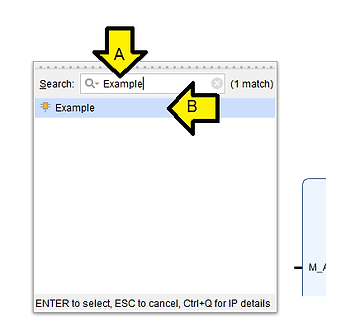 A
Search: Example (1 match)
Example B
M_A
ENTER to select, ESC to cancel, Ctrl+Q for IP details